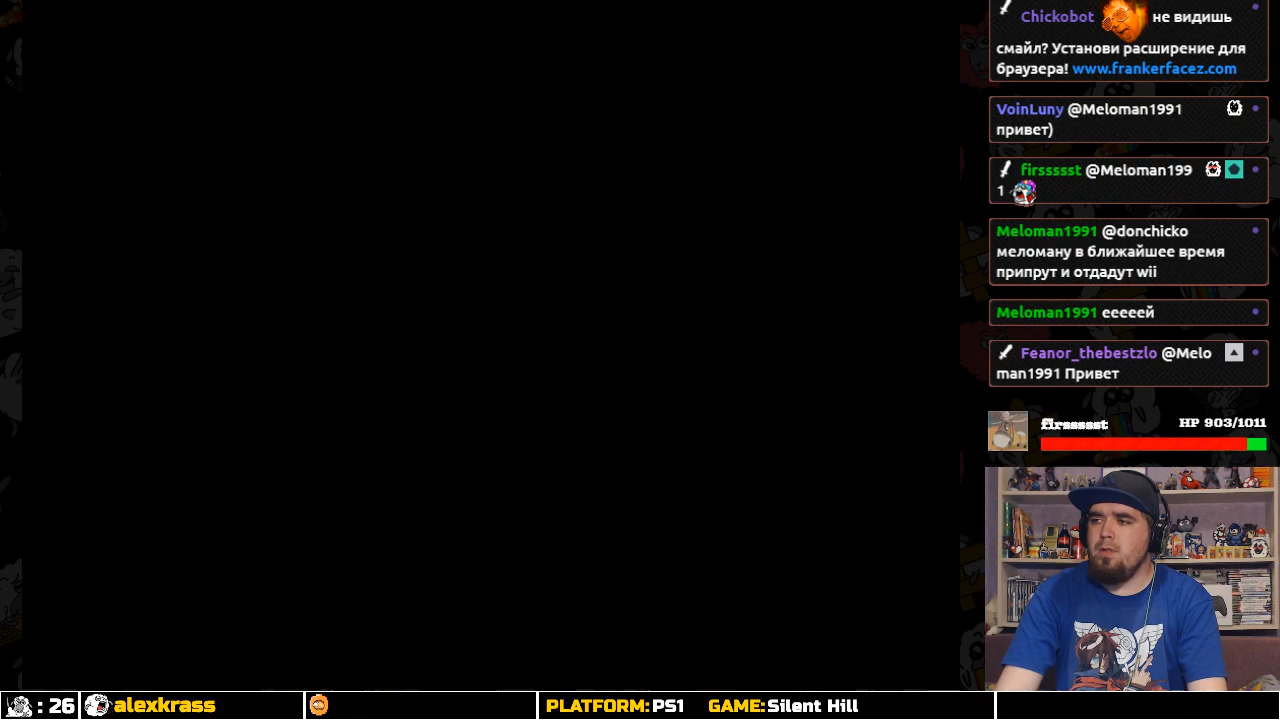 Chickobot не видишь
смайл? Установи расширение для
браузера! www.frankerfacez.com
VoinLuny @Meloman1991
привет)
firssssst @Meloman199
1
Meloman1991 @donchicko
меломану в ближайшее время
припрут и отдадут wii
Meloman1991 ееееей
Feanor_thebestzlo @Melo
man1991 Привет
firssssst HP 903/1011
: 26 alexkrass PLATFORM: PS1 GAME: Silent Hill